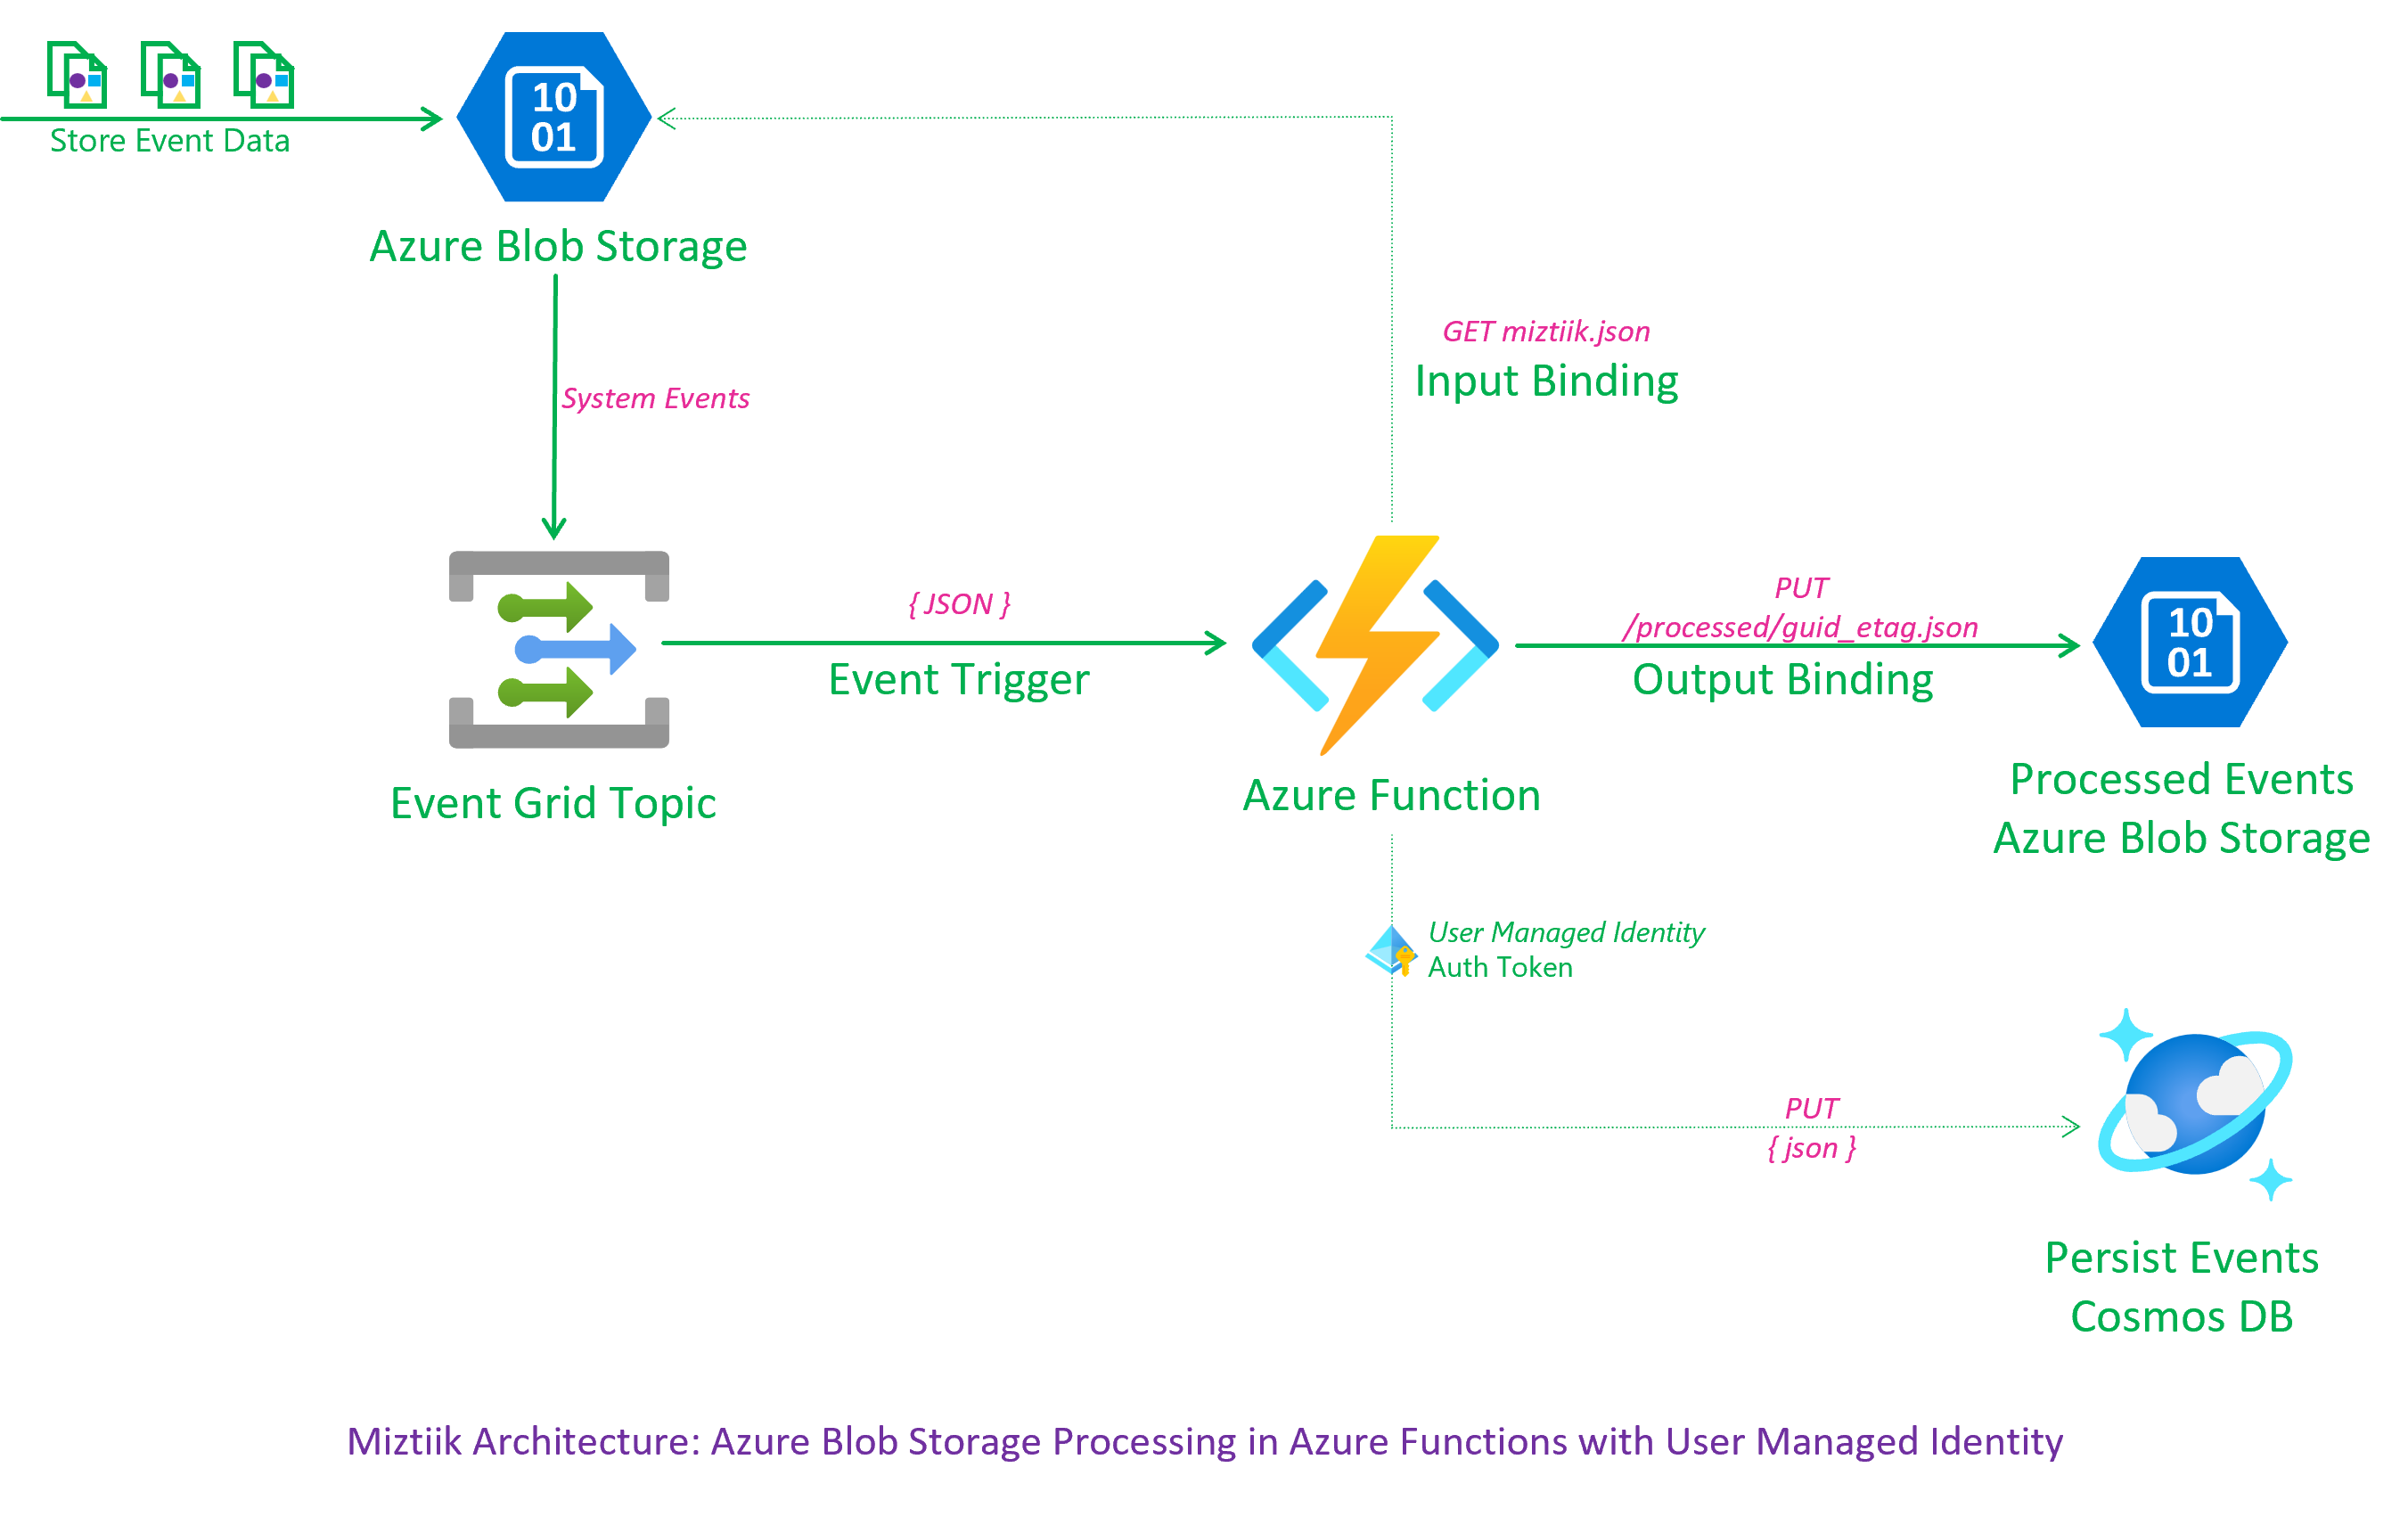 10
01
Store Event Data
Azure Blob Storage
GET miztiik.json
Input Binding
System Events
{ JSON }
Event Trigger
PUT
/processed/guid_etag.json
Output Binding
10
01
Event Grid Topic
Azure Function
Processed Events
Azure Blob Storage
User Managed Identity
Auth Token
PUT
{ json }
Persist Events
Cosmos DB
Miztiik Architecture: Azure Blob Storage Processing in Azure Functions with User Managed Identity